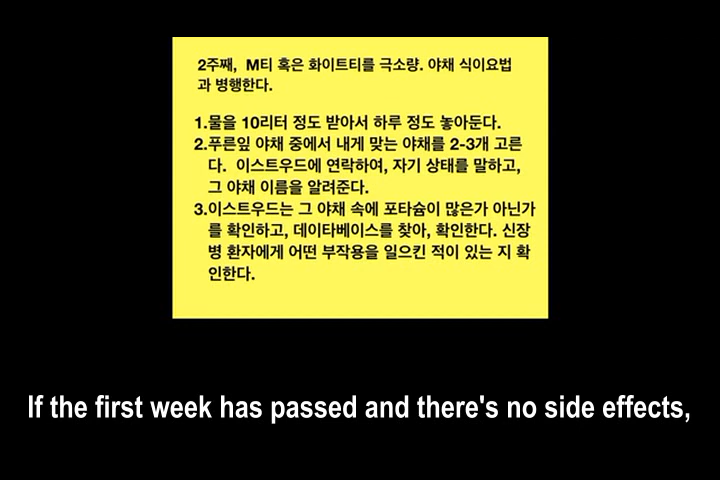 2주째, M티 혹은 화이트티를 극소량. 야채 식이요법
과 병행한다.
1.물을 10리터 정도 받아서 하루 정도 놓아둔다.
2.푸른잎 야채 중에서 내게 맞는 야채를 2-3개 고른
다. 이스트우드에 연락하여, 자기 상태를 말하고,
그 야채 이름을 알려준다.
3.이스트우드는 그 야채 속에 포타슘이 많은가 아닌가
를 확인하고, 데이타베이스를 찾아, 확인한다. 신장
병 환자에게 어떤 부작용을 일으킨 적이 있는 지 확
인한다.
If the first week has passed and there's no side effects,